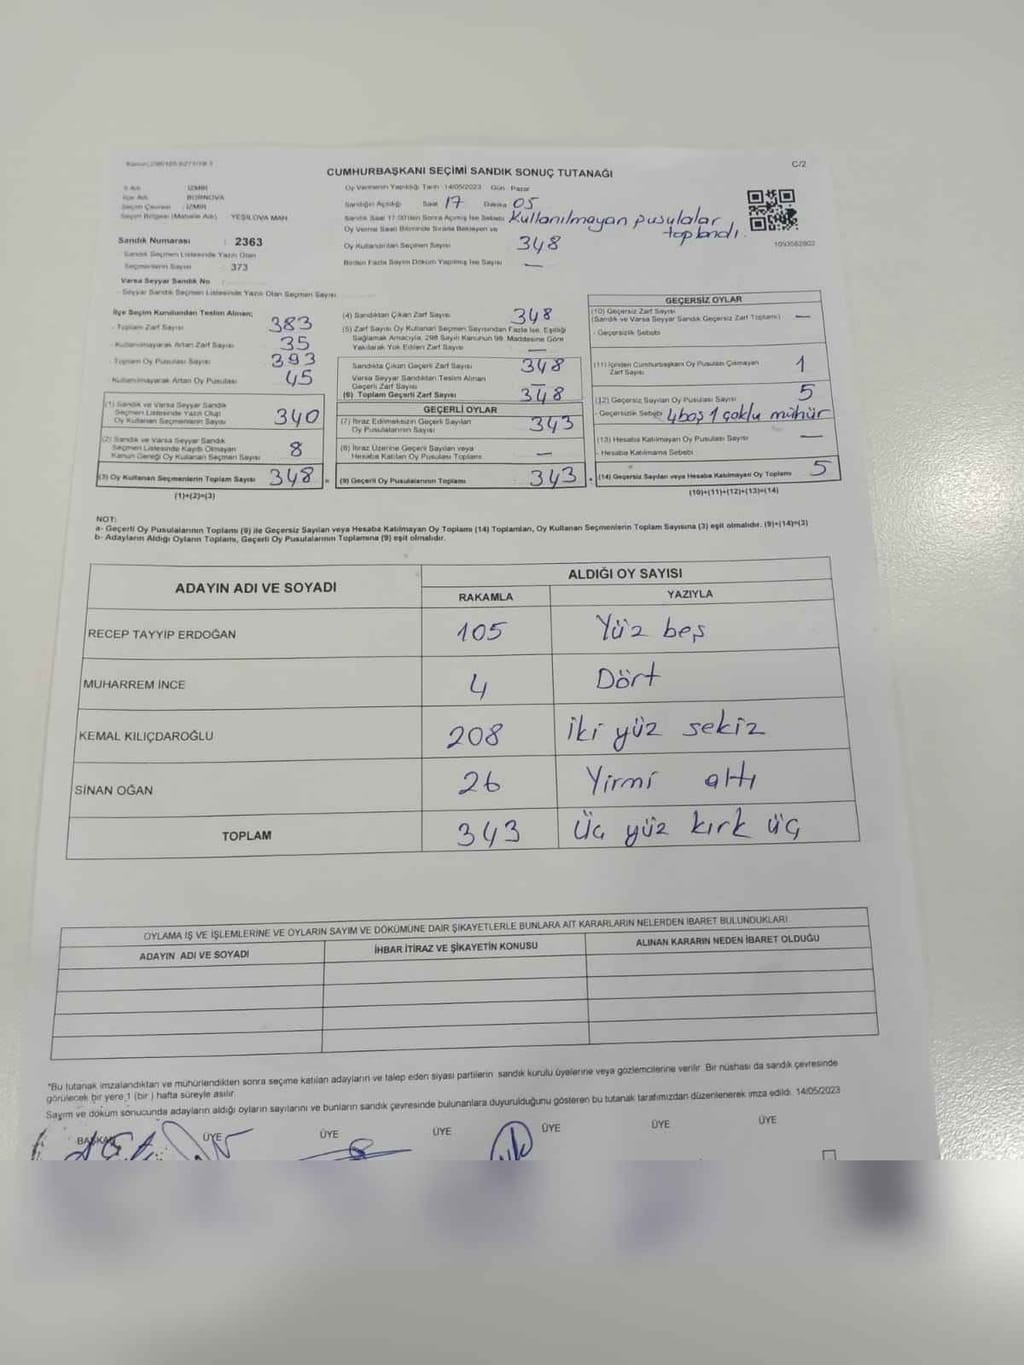 C/2
CUMHURBAŞKANI SEÇİMİ SANDIK SONUÇ TUTANAĞI
İl Adı İZMİR
İlçe Adı BORNOVA
Seçim Çevresi : İZMİR
Seçim Bölgesi (Mahalle Adı) YEŞİLOVA MAH
Sandık Numarası : 2363
Sandık Seçmen Listesinde Yazılı Olan
Seçmenlerin Sayısı : 373
Varsa Seyyar Sandık No
- Seyyar Sandık Seçmen Listesinde Yazılı Olan Seçmen Sayısı
Oy Vermenin Yapıldığı Tarih 14/05/2023 Gün Pazar
Sandığın Açıldığı Saat 17 Dakika 05
Sandık Saat 17.00'den Sonra Açılmış İse Sebebi Kullanılmayan pusulalar toplandı.
Oy Verme Saati Bitiminde Sırada Bekleyen ve
Oy Kullandırılan Seçmen Sayısı 348
Birden Fazla Sayım Döküm Yapılmış İse Sayısı —
1093562802
İlçe Seçim Kurulundan Teslim Alınan;
- Toplam Zarf Sayısı 383
- Kullanılmayarak Artan Zarf Sayısı 35
- Toplam Oy Pusulası Sayısı 393
Kullanılmayarak Artan Oy Pusulası 45
(1) Sandık ve Varsa Seyyar Sandık
Seçmen Listesinde Yazılı Olup
Oy Kullanan Seçmenlerin Sayısı 340
(2) Sandık ve Varsa Seyyar Sandık
Seçmen Listesinde Kaydı Olmayan
Kanun Gereği Oy Kullanan Seçmen Sayısı 8
(3) Oy Kullanan Seçmenlerin Toplam Sayısı 348
(1)+(2)=(3)
(4) Sandıktan Çıkan Zarf Sayısı 348
(5) Zarf Sayısı Oy Kullanan Seçmen Sayısından Fazla İse, Eşitliği
Sağlamak Amacıyla, 298 Sayılı Kanunun 98. Maddesine Göre
Yakılarak Yok Edilen Zarf Sayısı —
Sandıkta Çıkan Geçerli Zarf Sayısı 348
Varsa Seyyar Sandıktan Teslim Alınan
Geçerli Zarf Sayısı —
(6) Toplam Geçerli Zarf Sayısı 348
GEÇERLİ OYLAR
(7) İtiraz Edilmeksizin Geçerli Sayılan
Oy Pusulalarının Sayısı 343
(8) İtiraz Üzerine Geçerli Sayılan veya
Hesaba Katılan Oy Pusulası Toplamı —
(9) Geçerli Oy Pusulalarının Toplamı 343
GEÇERSİZ OYLAR
(10) Geçersiz Zarf Sayısı
(Sandık ve Varsa Seyyar Sandık Geçersiz Zarf Toplamı) —
- Geçersizlik Sebebi
(11) İçinden Cumhurbaşkanı Oy Pusulası Çıkmayan
Zarf Sayısı 1
(12) Geçersiz Sayılan Oy Pusulası Sayısı 5
- Geçersizlik Sebebi 4 boş 1 çoklu mühür
(13) Hesaba Katılmayan Oy Pusulası Sayısı —
- Hesaba Katılmama Sebebi
(14) Geçersiz Sayılan veya Hesaba Katılmayan Oy Toplamı 5
(10)+(11)+(12)+(13)=(14)
NOT:
a- Geçerli Oy Pusulalarının Toplamı (9) ile Geçersiz Sayılan veya Hesaba Katılmayan Oy Toplamı (14) Toplamları, Oy Kullanan Seçmenlerin Toplam Sayısına (3) eşit olmalıdır. (9)+(14)=(3)
b- Adayların Aldığı Oyların Toplamı, Geçerli Oy Pusulalarının Toplamına (9) eşit olmalıdır.
ADAYIN ADI VE SOYADI
ALDIĞI OY SAYISI
RAKAMLA YAZIYLA
RECEP TAYYİP ERDOĞAN 105 Yüz beş
MUHARREM İNCE 4 Dört
KEMAL KILIÇDAROĞLU 208 iki yüz sekiz
SİNAN OĞAN 26 Yirmi altı
TOPLAM 343 Üç yüz kırk üç
OYLAMA İŞ VE İŞLEMLERİNE VE OYLARIN SAYIM VE DÖKÜMÜNE DAİR ŞİKAYETLERLE BUNLARA AİT KARARLARIN NELERDEN İBARET BULUNDUKLARI
ADAYIN ADI VE SOYADI İHBAR İTİRAZ VE ŞİKAYETİN KONUSU ALINAN KARARIN NEDEN İBARET OLDUĞU
"Bu tutanak imzalandıktan ve mühürlendikten sonra seçime katılan adayların ve talep eden siyasi partilerin sandık kurulu üyelerine veya gözlemcilerine verilir. Bir nüshası da sandık çevresinde
görülecek bir yere 1 (bir ) hafta süreyle asılır.
Sayım ve döküm sonucunda adayların aldığı oyların sayılarını ve bunların sandık çevresinde bulunanlara duyurulduğunu gösteren bu tutanak tarafımızdan düzenlenerek imza edildi. 14/05/2023
BAŞKAN ÜYE ÜYE ÜYE ÜYE ÜYE ÜYE